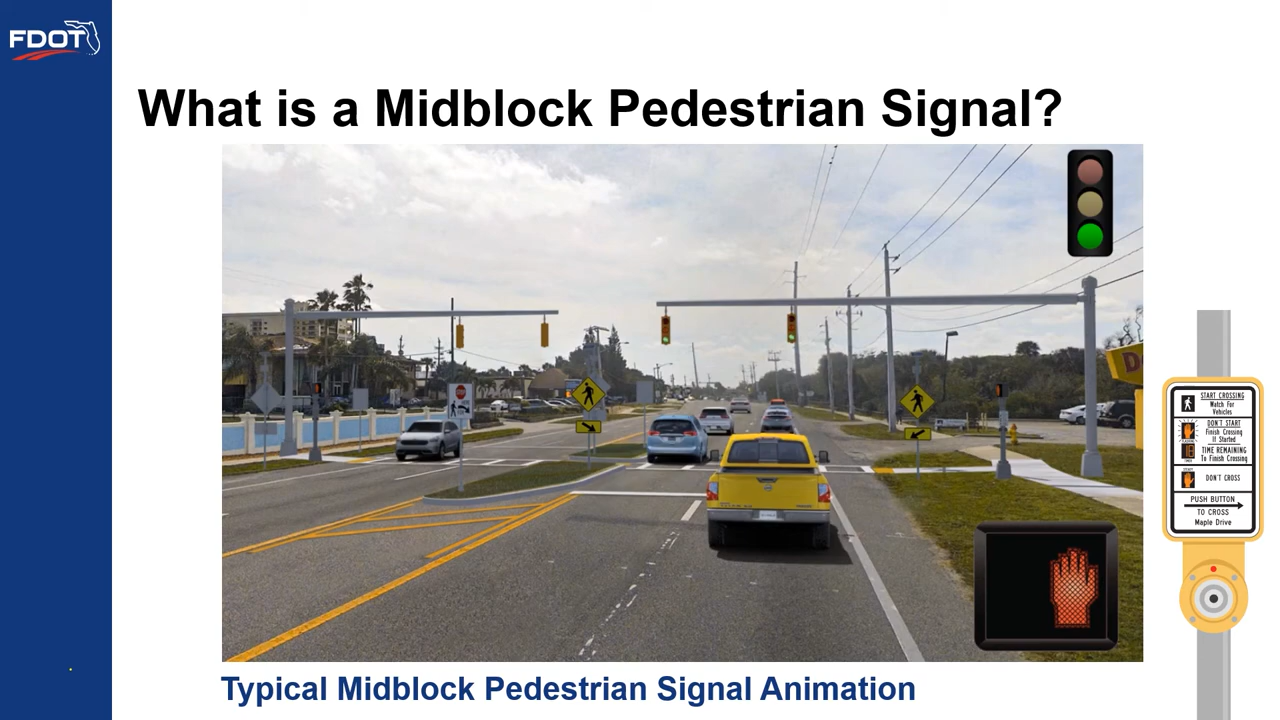 FDOT
What is a Midblock Pedestrian Signal?
START CROSSING
Watch For
Vehicles
DON'T START
Finish Crossing
If Started
TIME REMAINING
To Finish Crossing
DON'T CROSS
PUSH BUTTON
TO CROSS
Maple Drive
Typical Midblock Pedestrian Signal Animation